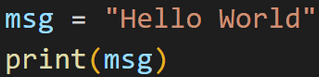 msg = "Hello World"
print(msg)